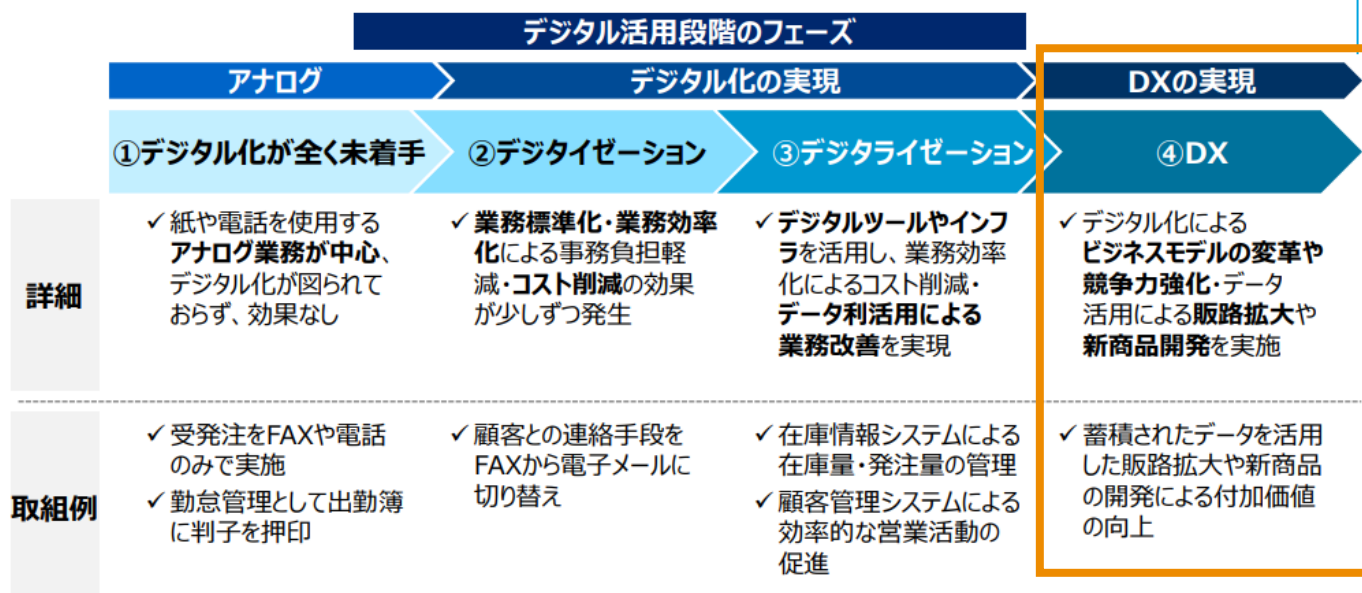 デジタル活用段階のフェーズ
アナログ
デジタル化の実現
DXの実現
①デジタル化が全く未着手
②デジタイゼーション
③デジタライゼーション
④DX
詳細
✓紙や電話を使用する
アナログ業務が中心、
デジタル化が図られて
おらず、効果なし
✓業務標準化・業務効率
化による事務負担軽
減・コスト削減の効果
が少しずつ発生
✓デジタルツールやインフ
ラを活用し、業務効率
化によるコスト削減・
データ利活用による
業務改善を実現
✓デジタル化による
ビジネスモデルの変革や
競争力強化・データ
活用による販路拡大や
新商品開発を実施
取組例
✓受発注をFAXや電話
のみで実施
✓勤怠管理として出勤簿
に判子を押印
✓顧客との連絡手段を
FAXから電子メールに
切り替え
✓在庫情報システムによる
在庫量・発注量の管理
✓顧客管理システムによる
効率的な営業活動の
促進
✓蓄積されたデータを活用
した販路拡大や新商品
の開発による付加価値
の向上